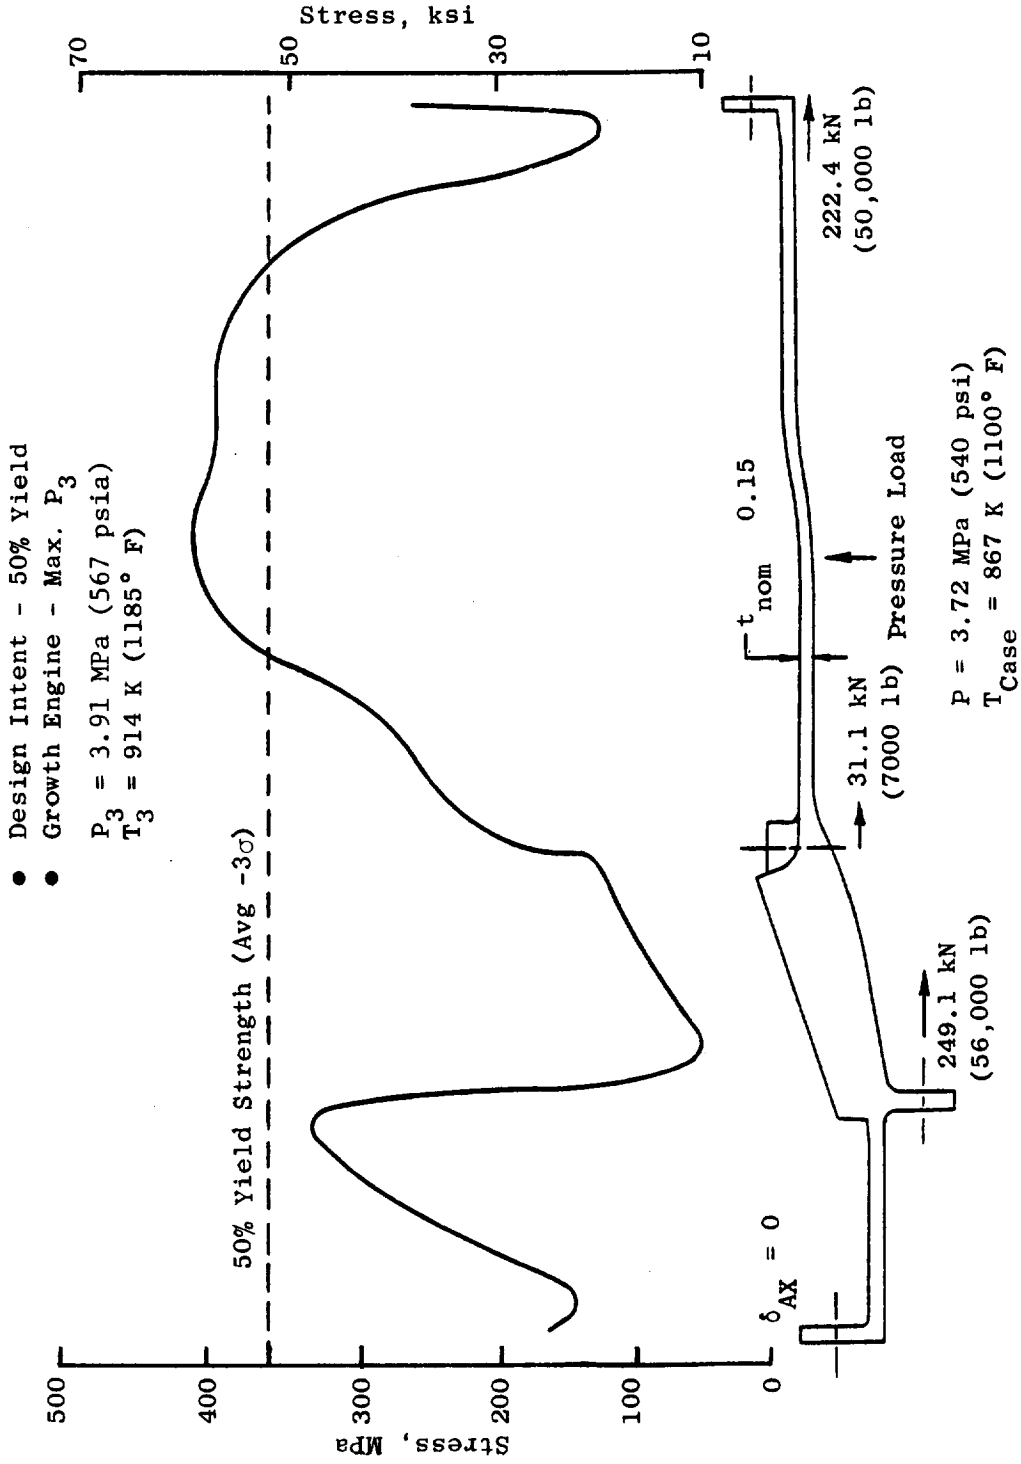 ● Design Intent - 50% Yield
● Growth Engine - Max. P3
P3 = 3.91 MPa (567 psia)
T3 = 914 K (1185° F)
Stress, MPa
500
400
300
200
100
0
Stress, ksi
70
50
30
10
50% Yield Strength (Avg -3σ)
δAX = 0
tnom 0.15
249.1 kN
(56,000 lb)
31.1 kN
(7000 lb)
Pressure Load
222.4 kN
(50,000 lb)
P = 3.72 MPa (540 psi)
TCase = 867 K (1100° F)